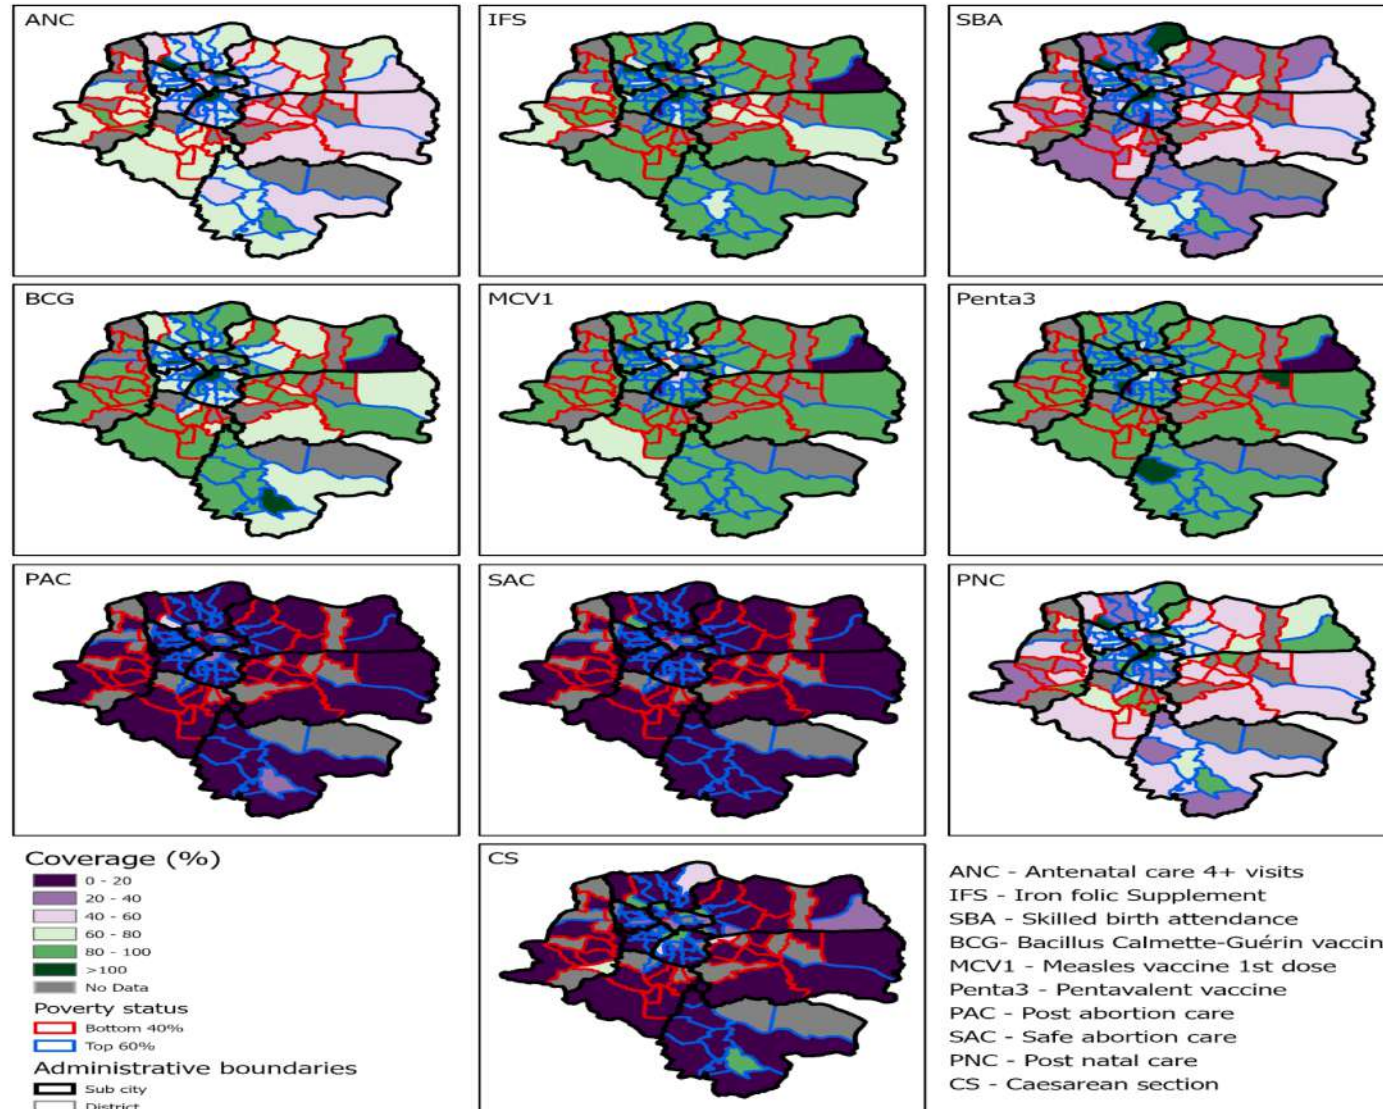 ANC
IFS
SBA
BCG
MCV1
Penta3
PAC
SAC
PNC
CS
Coverage (%)
0 - 20
20 - 40
40 - 60
60 - 80
80 - 100
>100
No Data
Poverty status
Bottom 40%
Top 60%
Administrative boundaries
Sub city
District
ANC - Antenatal care 4+ visits
IFS - Iron folic Supplement
SBA - Skilled birth attendance
BCG- Bacillus Calmette-Guérin vaccin
MCV1 - Measles vaccine 1st dose
Penta3 - Pentavalent vaccine
PAC - Post abortion care
SAC - Safe abortion care
PNC - Post natal care
CS - Caesarean section